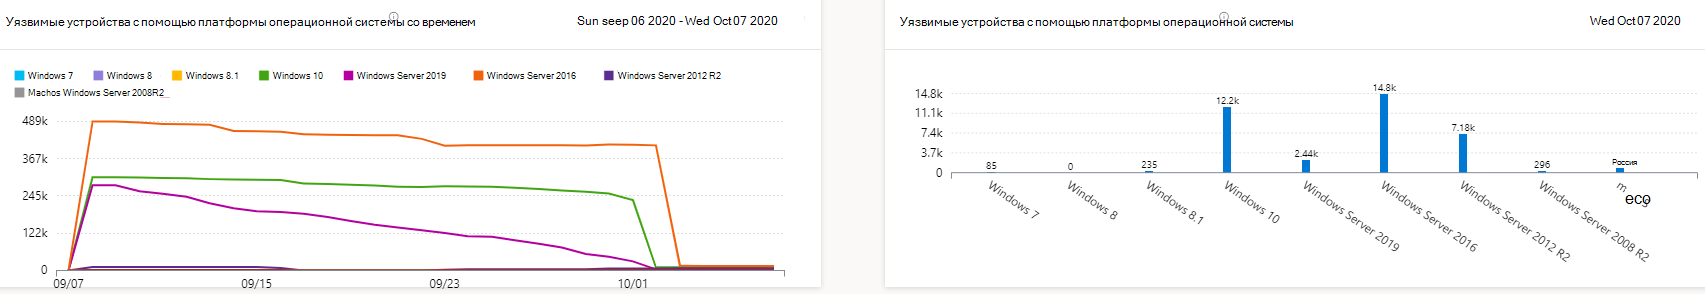 Уязвимые устройства с помощью платформы операционной системы со временем
Sun seep 06 2020 - Wed Oct 07 2020
Windows 7 Windows 8 Windows 8.1 Windows 10 Windows Server 2019 Windows Server 2016 Windows Server 2012 R2
Machos Windows Server 2008R2
489k
367k
245k
122k
0
09/07 09/15 09/23 10/01
Уязвимые устройства с помощью платформы операционной системы
Wed Oct 07 2020
14.8k
11.1k
7.4k
3.7k
0
85 0 235 12.2k 2.44k 14.8k 7.18k 296 Россия
Windows 7
Windows 8
Windows 8.1
Windows 10
Windows Server 2019
Windows Server 2016
Windows Server 2012 R2
Windows Server 2008 R2
m
eco